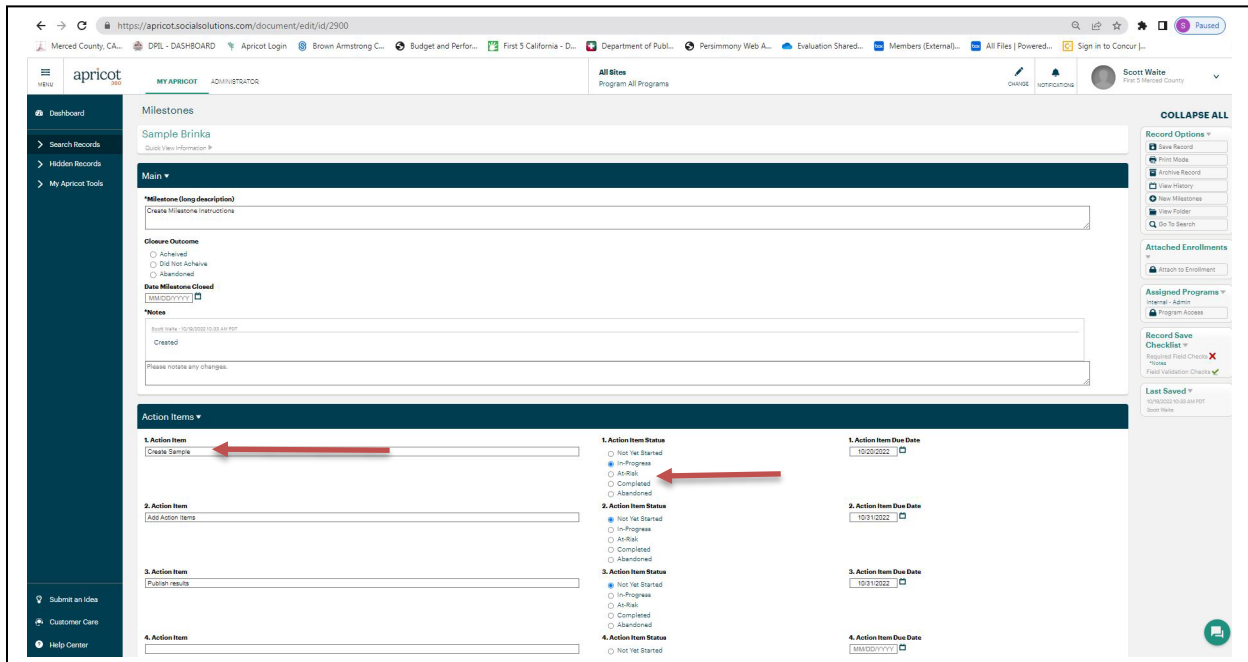 https://apricot.socialsolutions.com/document/edit/id/2900
Paused
Merced County, CA... DPIL - DASHBOARD Apricot Login Brown Armstrong C... Budget and Perfor... First 5 California - D... Department of Publ... Persimmony Web A... Evaluation Shared... Members (External)... All Files | Powered... Sign in to Concur |...
MENU
apricot 360
MY APRICOT ADMINISTRATOR
All Sites
Program All Programs
CHANGE NOTIFICATIONS
Scott Waite
First 5 Merced County
Dashboard
Search Records
Hidden Records
My Apricot Tools
Submit an Idea
Customer Care
Help Center
Milestones
Sample Brinka
Quick View Information
Main
*Milestone (long description)
Create Milestone Instructions
Closure Outcome
Acheived
Did Not Acheive
Abandoned
Date Milestone Closed
MM/DD/YYYY
*Notes
Scott Waite - 10/19/2022 10:33 AM PDT
Created
Please notate any changes.
Action Items
1. Action Item 1. Action Item Status 1. Action Item Due Date
Create Sample Not Yet Started 10/20/2022
In-Progress
At-Risk
Completed
Abandoned
2. Action Item 2. Action Item Status 2. Action Item Due Date
Add Action Items Not Yet Started 10/31/2022
In-Progress
At-Risk
Completed
Abandoned
3. Action Item 3. Action Item Status 3. Action Item Due Date
Publish results Not Yet Started 10/31/2022
In-Progress
At-Risk
Completed
Abandoned
4. Action Item 4. Action Item Status 4. Action Item Due Date
Not Yet Started MM/DD/YYYY
COLLAPSE ALL
Record Options
Save Record
Print Mode
Archive Record
View History
New Milestones
View Folder
Go To Search
Attached Enrollments
Attach to Enrollment
Assigned Programs
Internal - Admin
Program Access
Record Save
Checklist
Required Field Checks
*Notes
Field Validation Checks
Last Saved
10/19/2022 10:33 AM PDT
Scott Waite